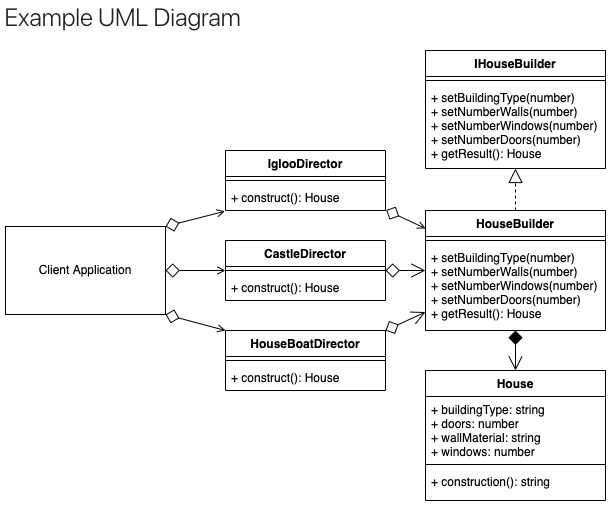 Example UML Diagram
IHouseBuilder
+ setBuildingType(number)
+ setNumberWalls(number)
+ setNumberWindows(number)
+ setNumberDoors(number)
+ getResult(): House
IglooDirector
+ construct(): House
HouseBuilder
+ setBuildingType(number)
+ setNumberWalls(number)
+ setNumberWindows(number)
+ setNumberDoors(number)
+ getResult(): House
Client Application
CastleDirector
+ construct(): House
HouseBoatDirector
+ construct(): House
House
+ buildingType: string
+ doors: number
+ wallMaterial: string
+ windows: number
+ construction(): string